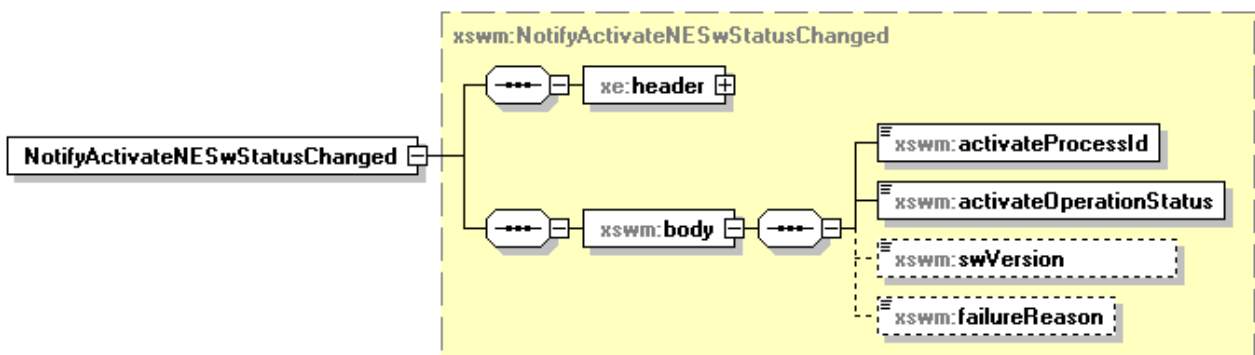 xswm:NotifyActivateNESwStatusChanged
xe:header
NotifyActivateNESwStatusChanged
xswm:activateProcessId
xswm:activateOperationStatus
xswm:body
xswm:swVersion
xswm:failureReason